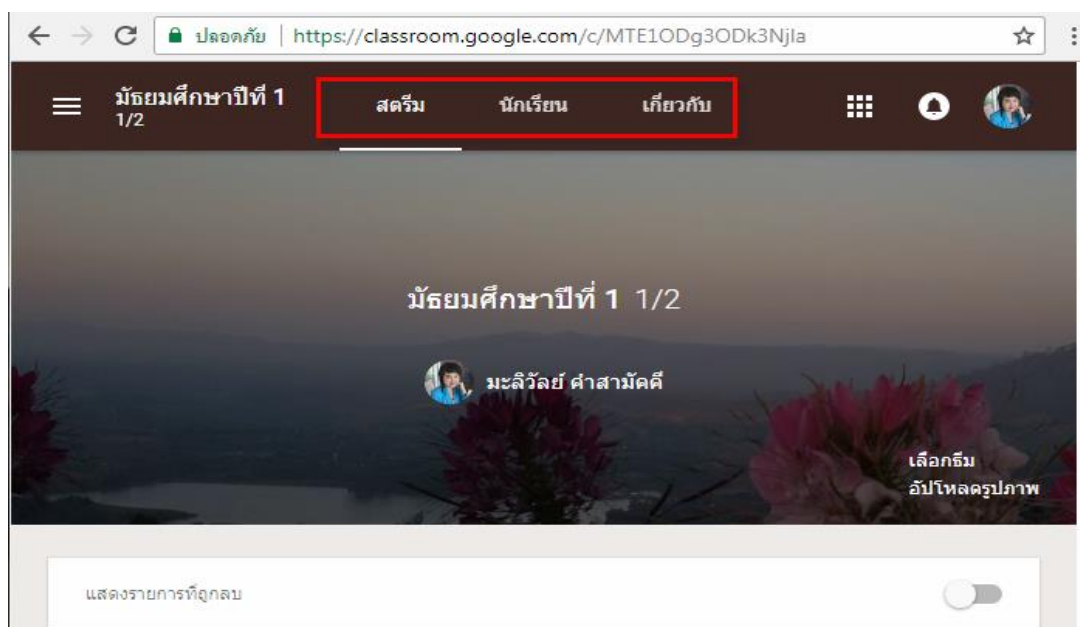 ปลอดภัย | https://classroom.google.com/c/MTE1ODg3ODk3Njla
มัธยมศึกษาปีที่ 1
1/2
สตรีม นักเรียน เกี่ยวกับ
มัธยมศึกษาปีที่ 1 1/2
มะลิวัลย์ คำสามัคคี
เลือกธีม
อัปโหลดรูปภาพ
แสดงรายการที่ถูกลบ